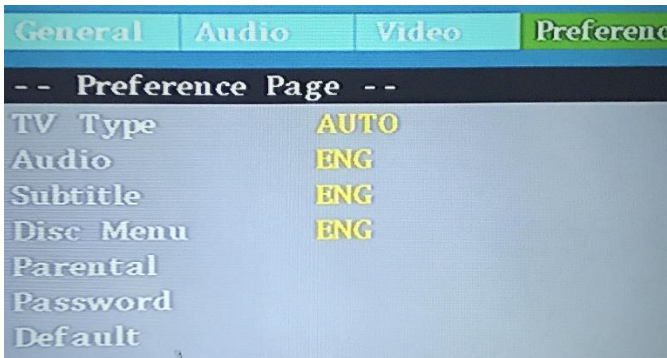 General Audio Video Preferenc
-- Preference Page --
TV Type AUTO
Audio ENG
Subtitle ENG
Disc Menu ENG
Parental
Password
Default